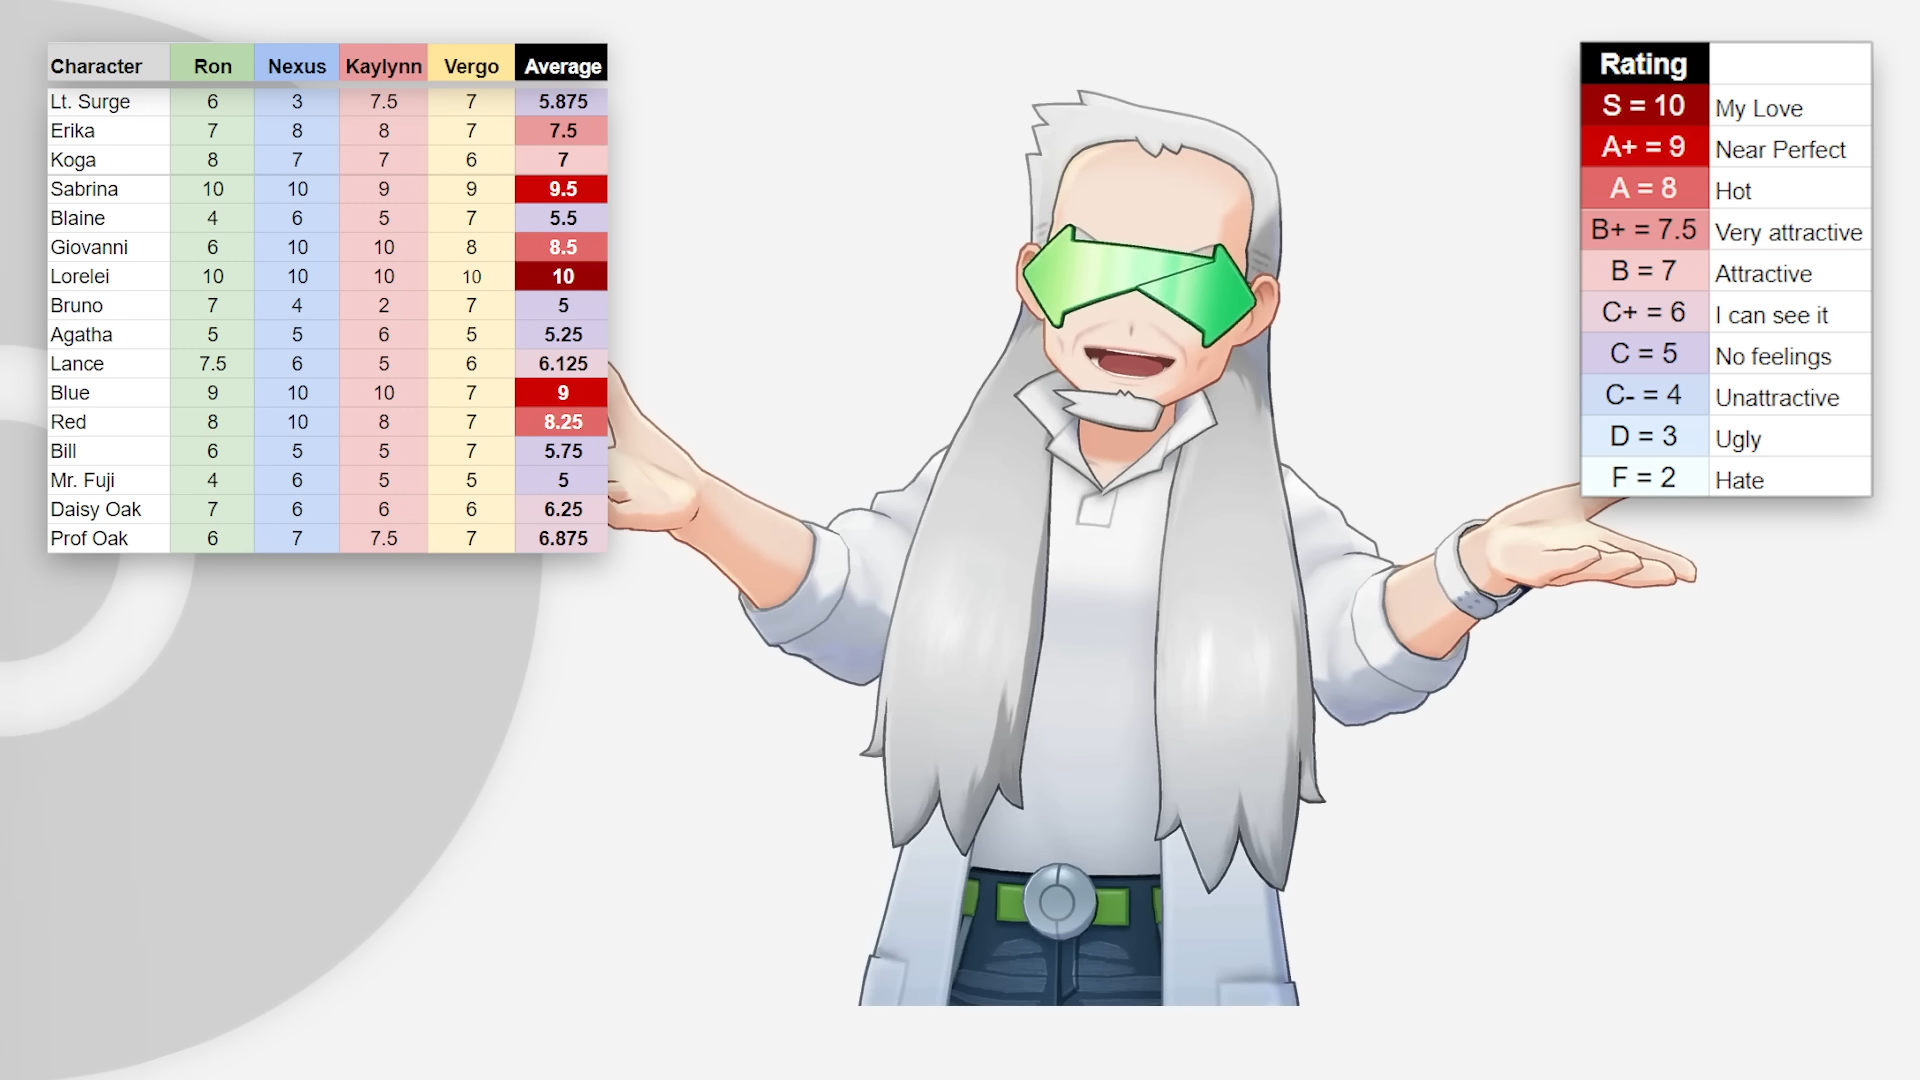 Character Ron Nexus Kaylynn Vergo Average
Lt. Surge 6 3 7.5 7 5.875
Erika 7 8 8 7 7.5
Koga 8 7 7 6 7
Sabrina 10 10 9 9 9.5
Blaine 4 6 5 7 5.5
Giovanni 6 10 10 8 8.5
Lorelei 10 10 10 10 10
Bruno 7 4 2 7 5
Agatha 5 5 6 5 5.25
Lance 7.5 6 5 6 6.125
Blue 9 10 10 7 9
Red 8 10 8 7 8.25
Bill 6 5 5 7 5.75
Mr. Fuji 4 6 5 5 5
Daisy Oak 7 6 6 6 6.25
Prof Oak 6 7 7.5 7 6.875
Rating
S = 10 My Love
A+ = 9 Near Perfect
A = 8 Hot
B+ = 7.5 Very attractive
B = 7 Attractive
C+ = 6 I can see it
C = 5 No feelings
C- = 4 Unattractive
D = 3 Ugly
F = 2 Hate